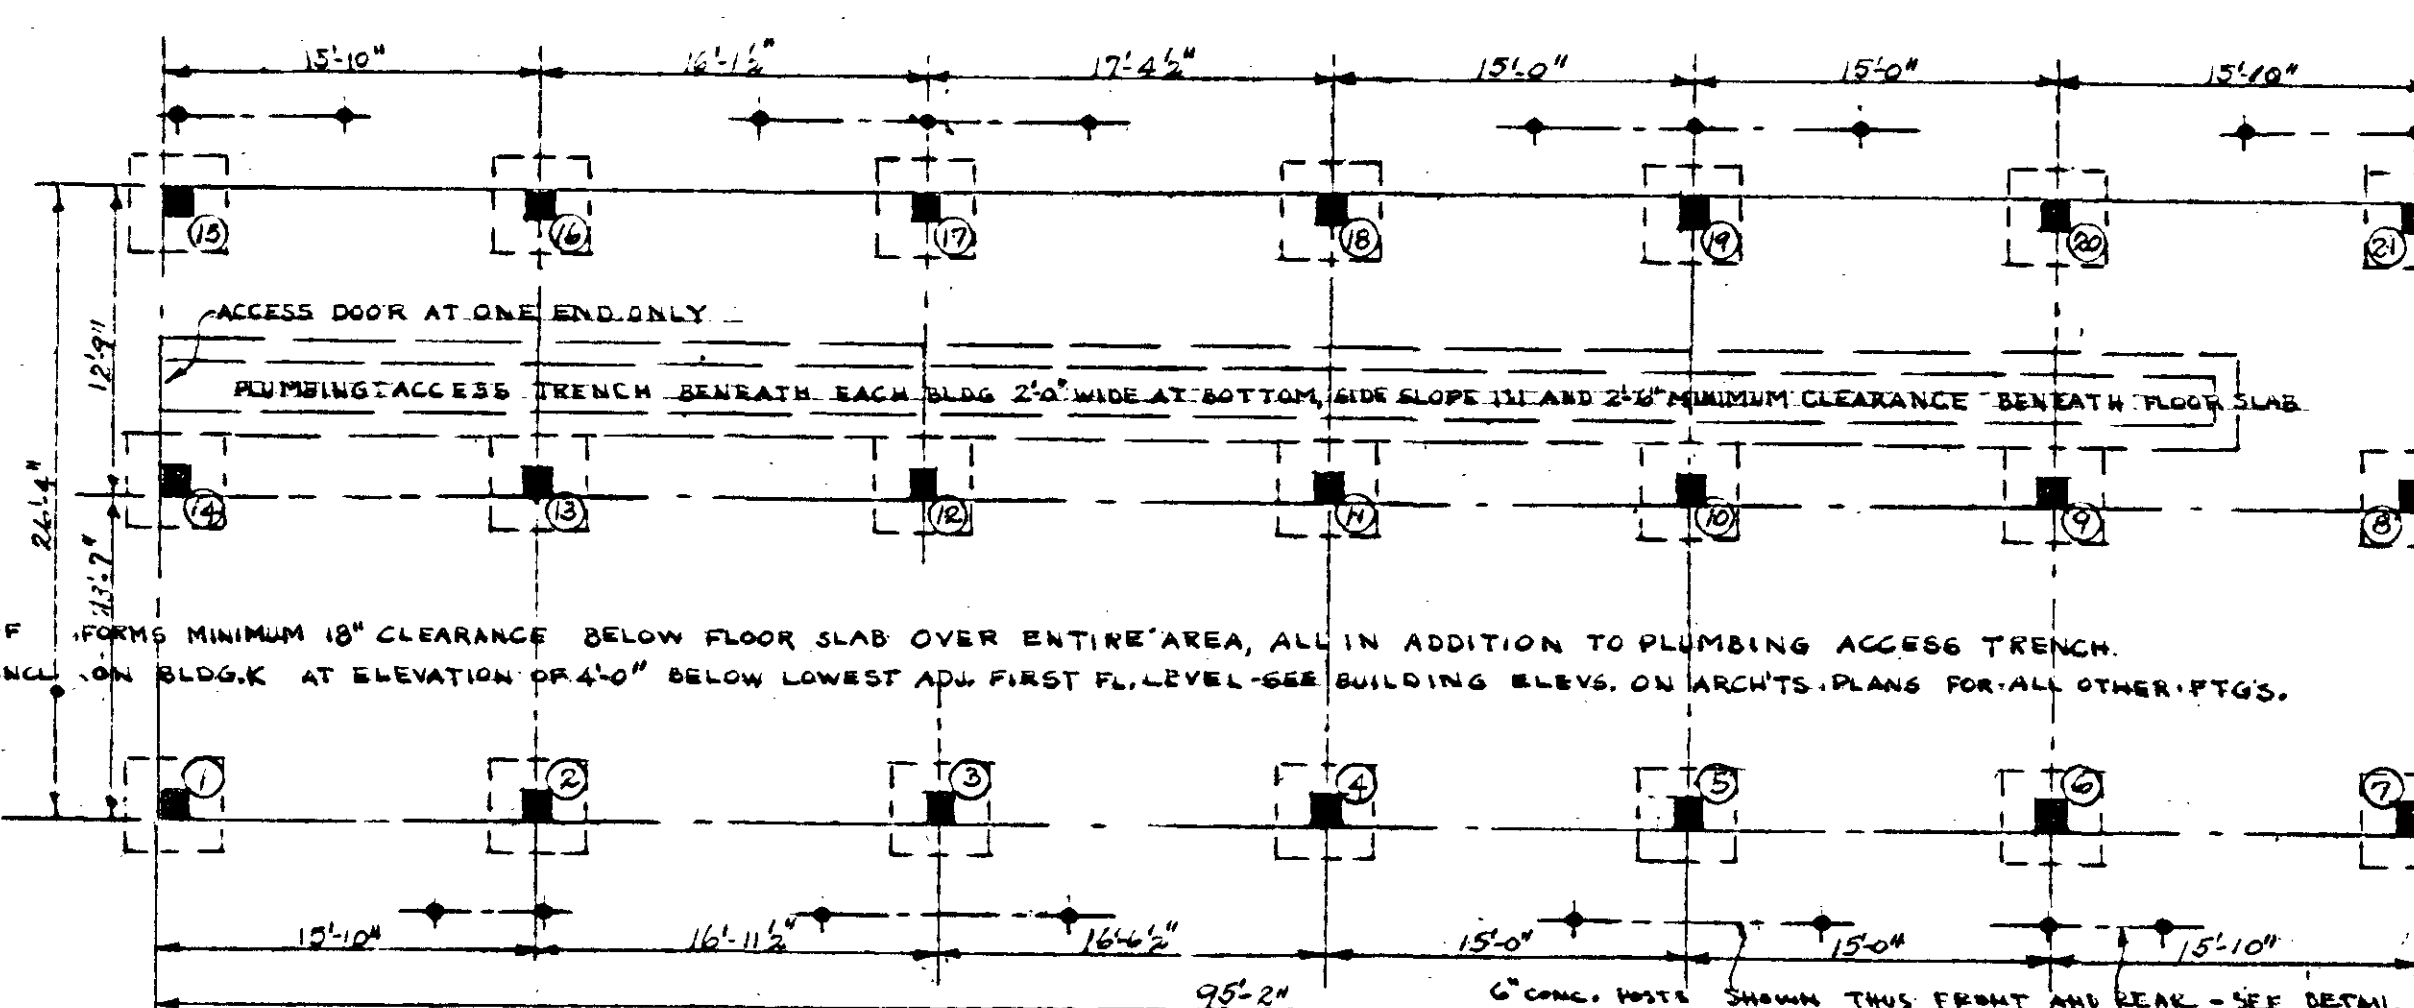 15'-10" 16'-1½" 17'-4½" 15'-0" 15'-0" 15'-10"
15 16 17 18 19 20 21
ACCESS DOOR AT ONE END ONLY
12'-9"
PLUMBING ACCESS TRENCH BENEATH EACH BLDG 2'-0" WIDE AT BOTTOM, SIDE SLOPE 1:1 AND 2'-6" MINIMUM CLEARANCE BENEATH FLOOR SLAB
26'-4"
14 13 12 11 10 9 8
13'-7"
F FORMS MINIMUM 18" CLEARANCE BELOW FLOOR SLAB OVER ENTIRE AREA, ALL IN ADDITION TO PLUMBING ACCESS TRENCH.
NCL ON BLDG.K AT ELEVATION OF 4'-0" BELOW LOWEST ADJ. FIRST FL. LEVEL - SEE BUILDING ELEVS. ON ARCH'TS. PLANS FOR ALL OTHER FTG'S.
1 2 3 4 5 6 7
15'-10" 16'-11½" 16'-6½" 15'-0" 15'-0" 15'-10"
95'-2"
6" CONC. POSTS SHOWN THUS FRONT AND REAR - SEE DETAIL